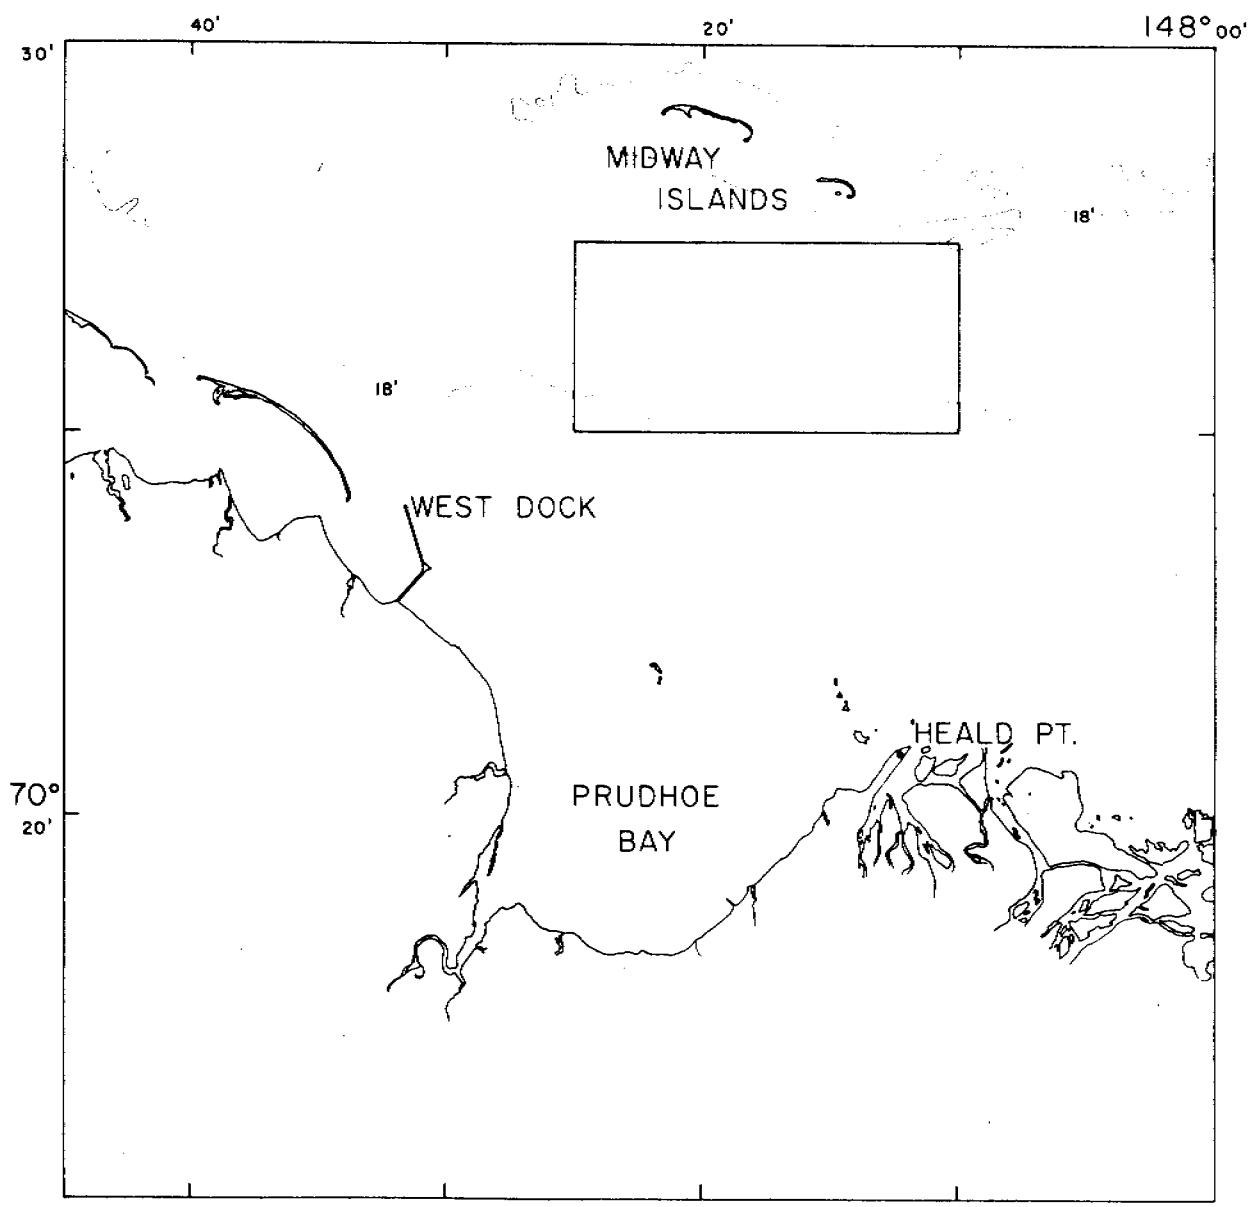 40'
20'
148°00'
30'
MIDWAY
ISLANDS
18'
18'
WEST DOCK
HEALD PT.
70°
20'
PRUDHOE
BAY